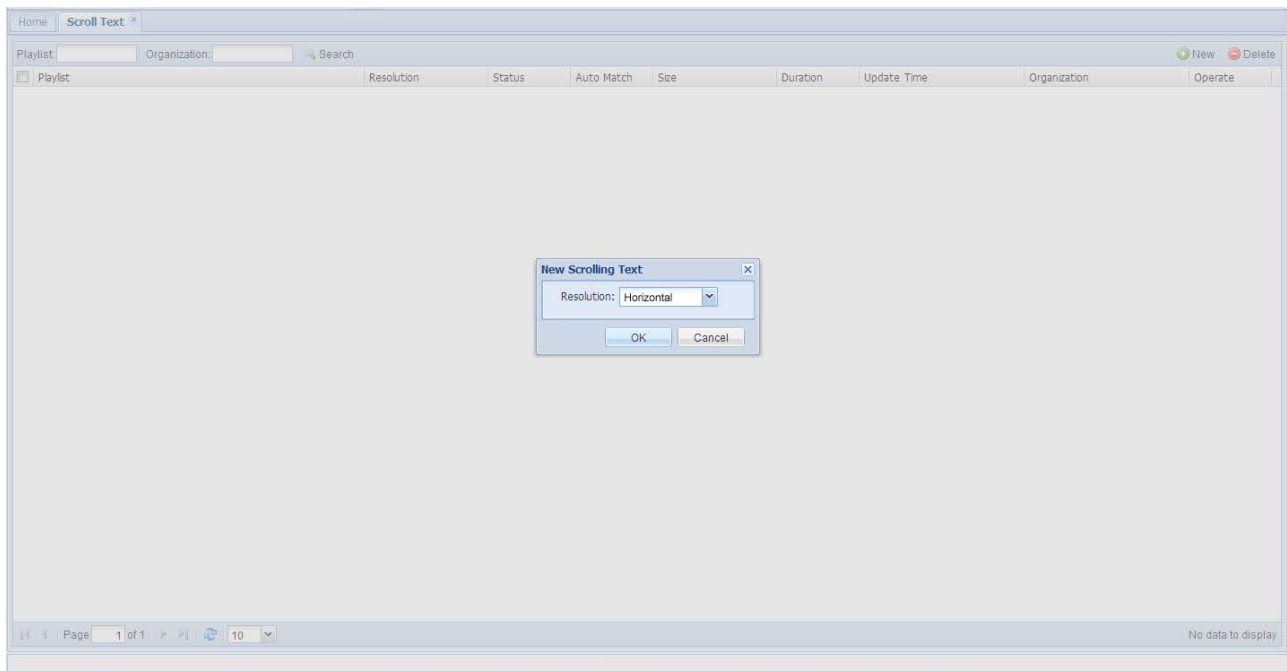 Home Scroll Text
Playlist: Organization: Search New Delete
Playlist Resolution Status Auto Match Size Duration Update Time Organization Operate
New Scrolling Text
Resolution: Horizontal
OK Cancel
Page 1 of 1 10 No data to display